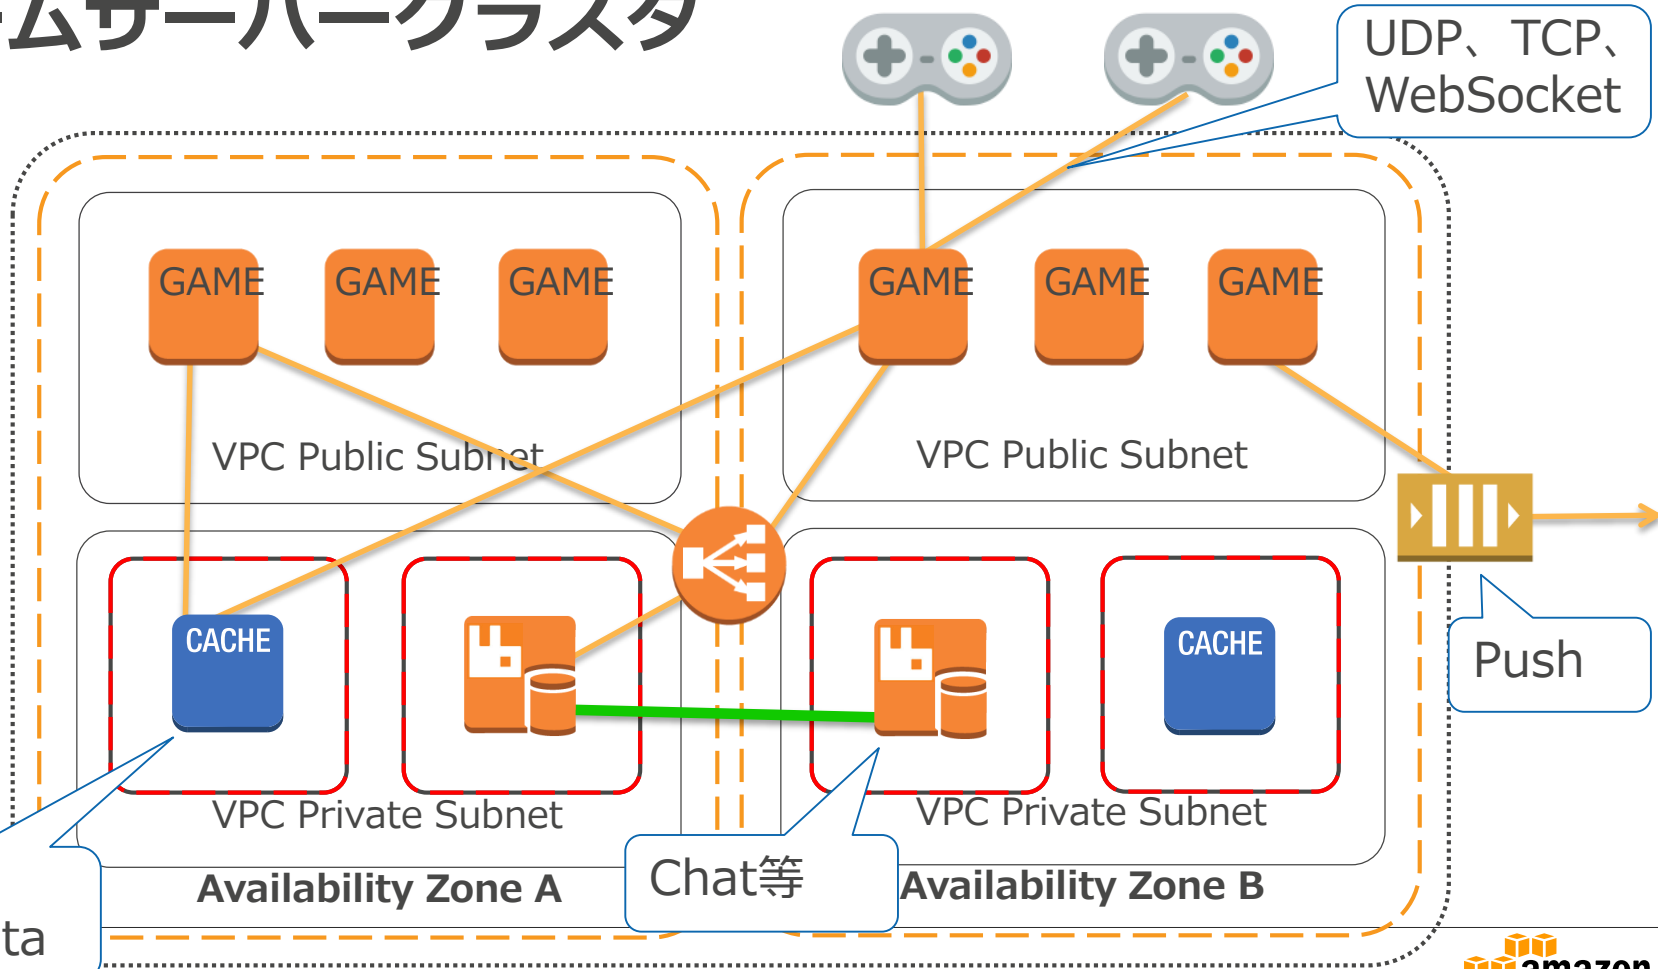 ームサーバークラスタ
UDP、TCP、
WebSocket
GAME
GAME
GAME
GAME
GAME
GAME
VPC Public Subnet
VPC Public Subnet
CACHE
CACHE
Push
VPC Private Subnet
VPC Private Subnet
Chat等
Availability Zone A
Availability Zone B
ta
amazon